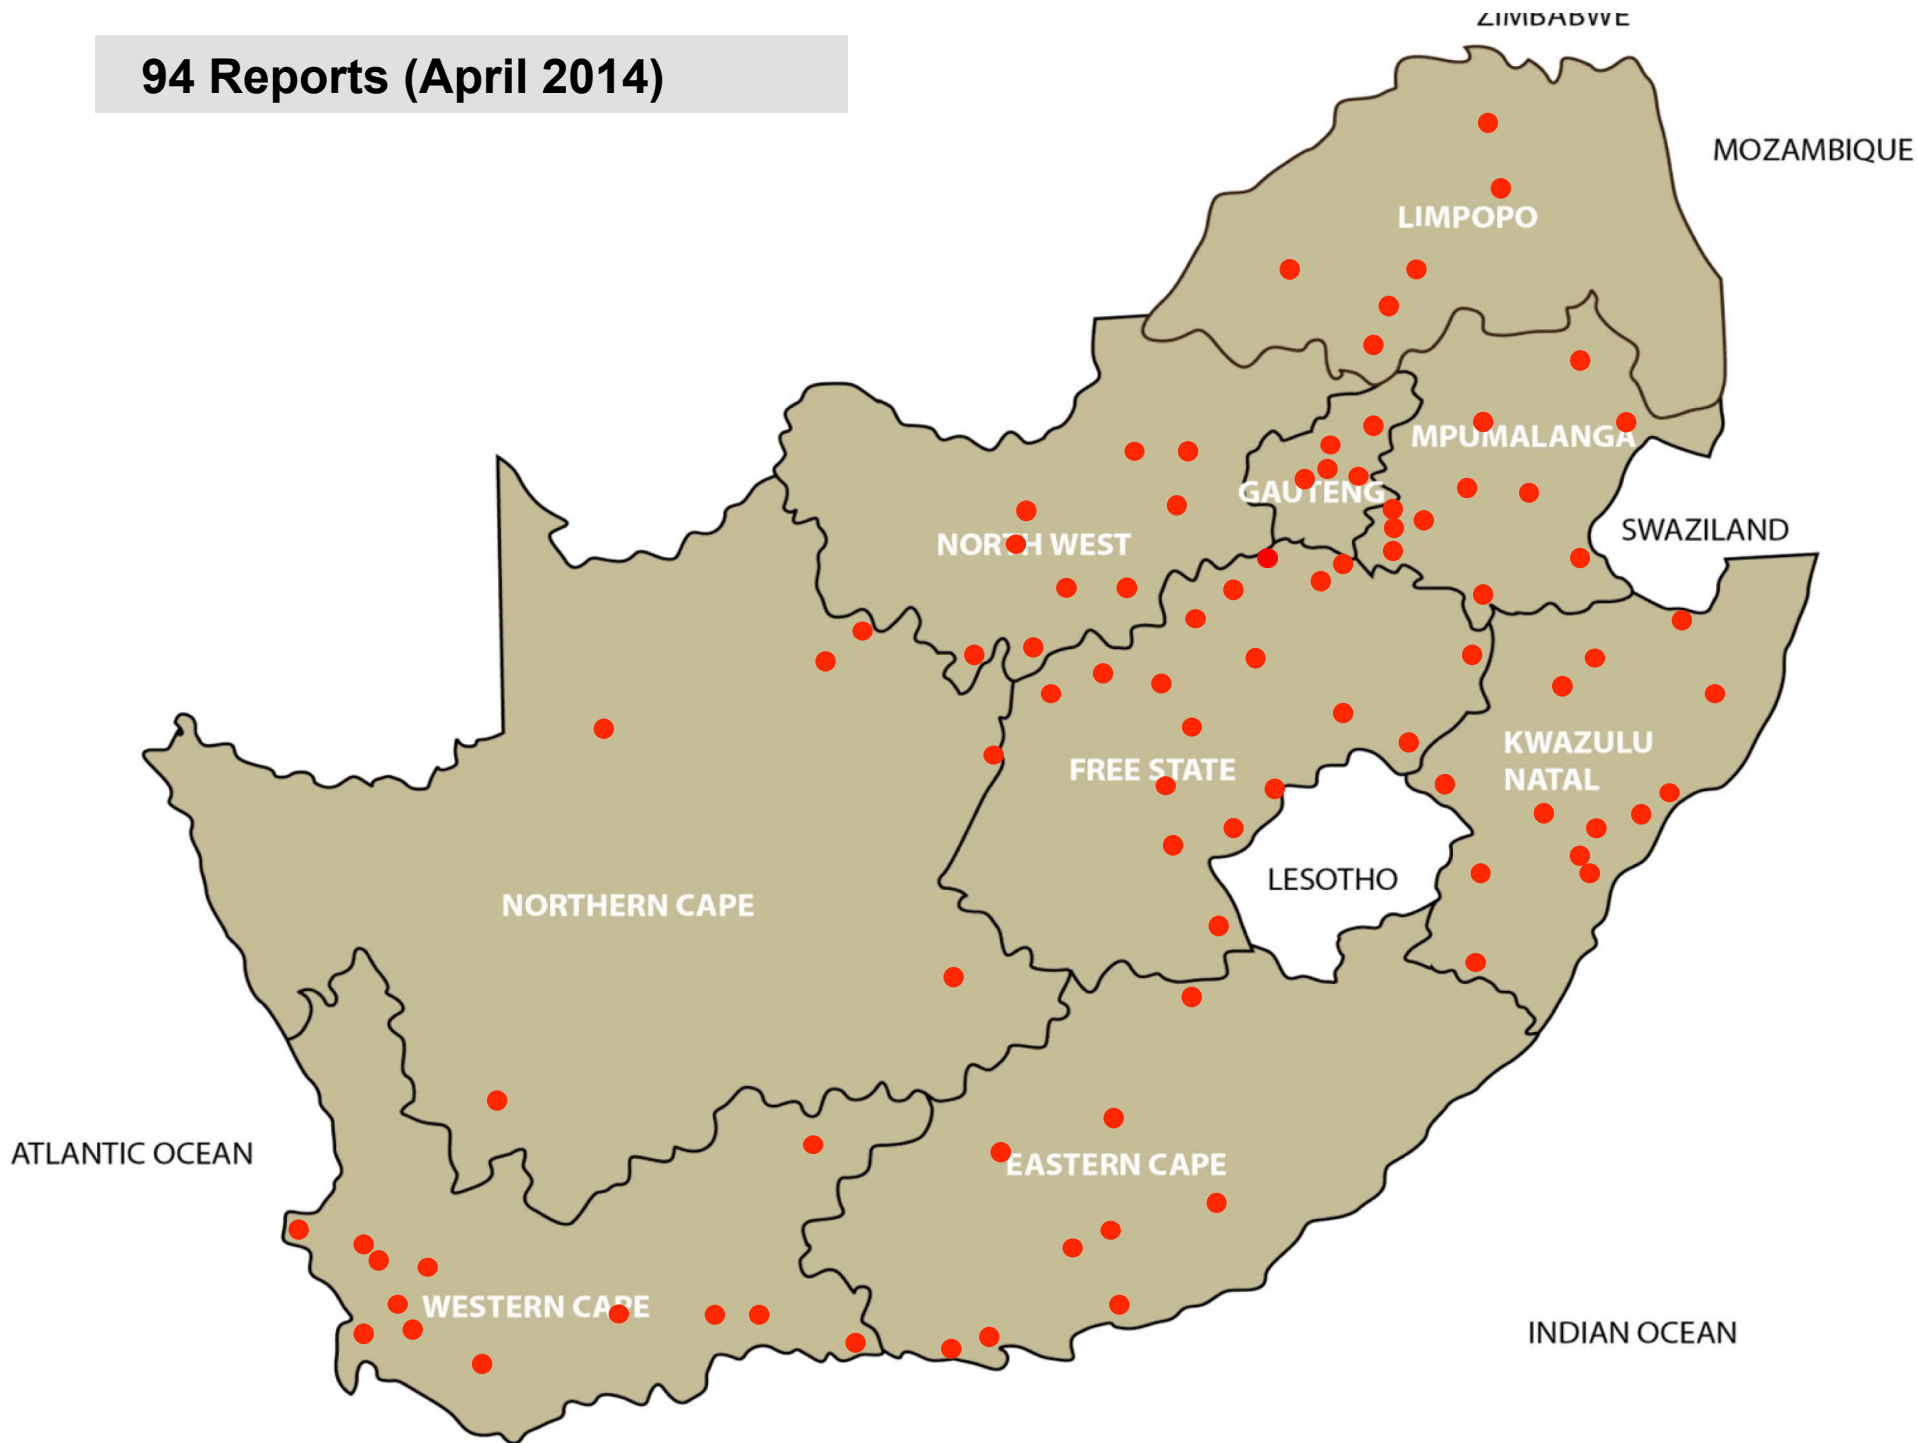 ZIMBABWE
94 Reports (April 2014)
MOZAMBIQUE
LIMPOPO
MPUMALANGA
GAUTENG
SWAZILAND
NORTH WEST
KWAZULU
NATAL
FREE STATE
LESOTHO
NORTHERN CAPE
ATLANTIC OCEAN
EASTERN CAPE
WESTERN CAPE
INDIAN OCEAN